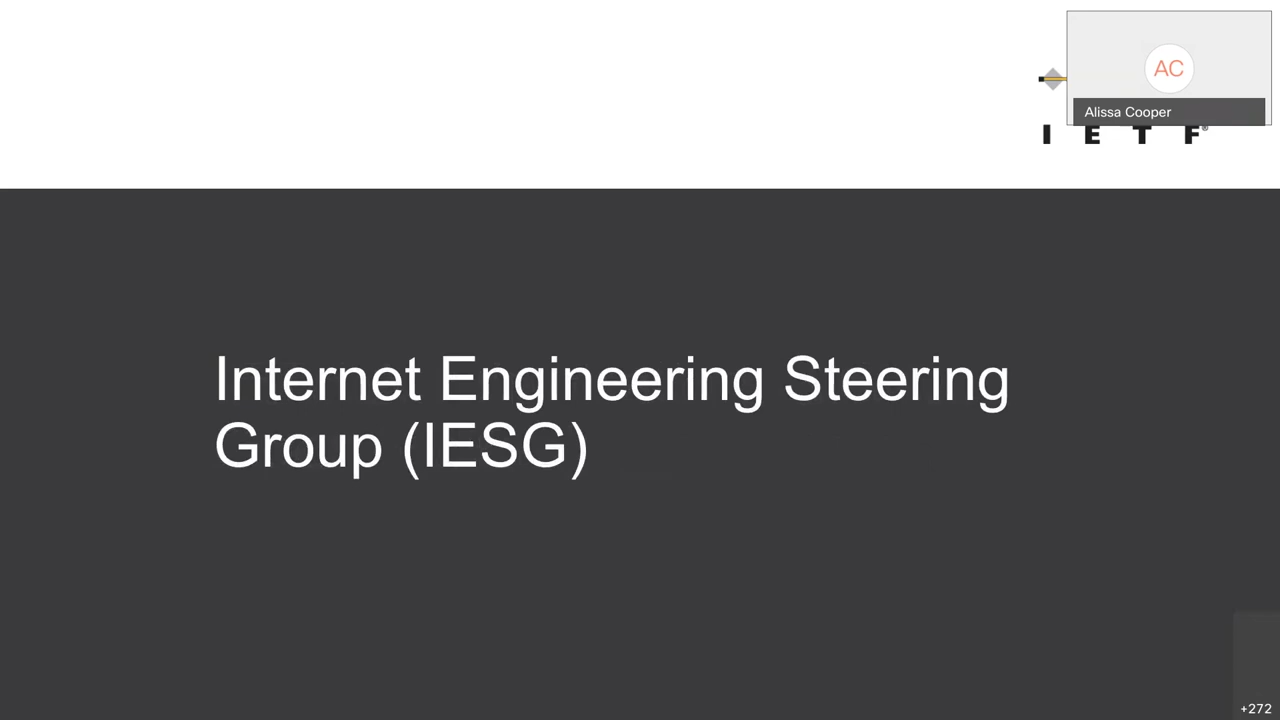 AC
Alissa Cooper
I E T F®
Internet Engineering Steering
Group (IESG)
+272